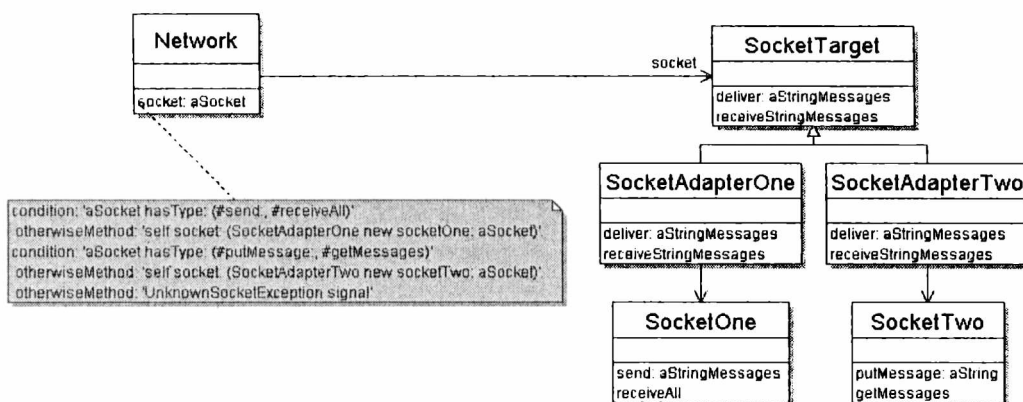 Network
socket: aSocket
socket
SocketTarget
deliver: aStringMessages
receiveStringMessages
SocketAdapterOne
deliver: aStringMessages
receiveStringMessages
SocketAdapterTwo
deliver: aStringMessages
receiveStringMessages
condition: 'aSocket hasType: (#send:, #receiveAll)'
otherwiseMethod: 'self socket: (SocketAdapterOne new socketOne: aSocket)'
condition: 'aSocket hasType: (#putMessage:, #getMessages)'
otherwiseMethod: 'self socket: (SocketAdapterTwo new socketTwo: aSocket)'
otherwiseMethod: 'UnknownSocketException signal'
SocketOne
send: aStringMessages
receiveAll
SocketTwo
putMessage: aString
getMessages